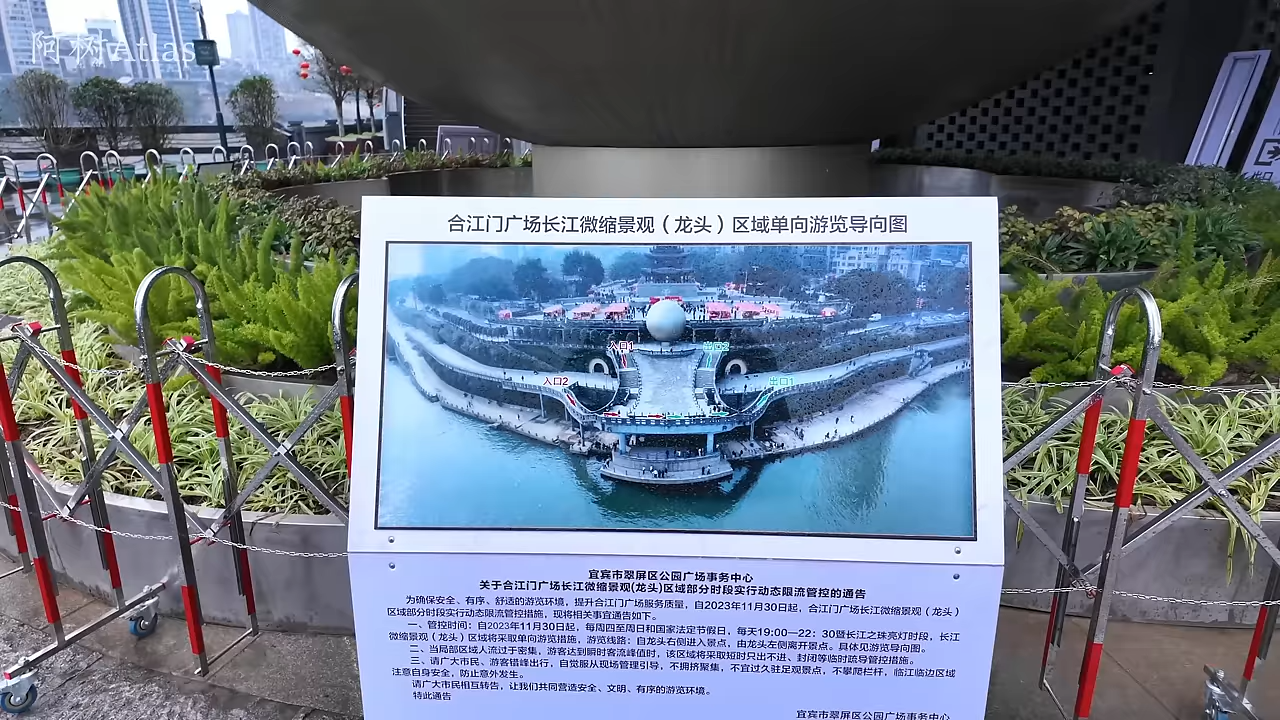 阿树Atlas
合江门广场长江微缩景观（龙头）区域单向游览导向图
入口1
出口2
入口2
出口1
宜宾市翠屏区公园广场事务中心
关于合江门广场长江微缩景观(龙头)区域部分时段实行动态限流管控的通告
为确保安全、有序、舒适的游览环境，提升合江门广场服务质量，自2023年11月30日起，合江门广场长江微缩景观（龙头）
区域部分时段实行动态限流管控措施，现将相关事宜通告如下。
一、管控时间：自2023年11月30日起，每周四至周日和国家法定节假日，每天19:00—22：30暨长江之珠亮灯时段，长江
微缩景观（龙头）区域将采取单向游览措施，游览线路：自龙头右侧进入景点，由龙头左侧离开景点。具体见游览导向图。
二、当局部区域人流过于密集，游客达到瞬时客流峰值时，该区域将采取短时只出不进、封闭等临时疏导管控措施。
三、请广大市民、游客错峰出行，自觉服从现场管理引导，不拥挤聚集，不宜过久驻足观景点，不攀爬栏杆，临江临边区域
注意自身安全，防止意外发生。
请广大市民相互转告，让我们共同营造安全、文明、有序的游览环境。
特此通告
宜宾市翠屏区公园广场事务中心